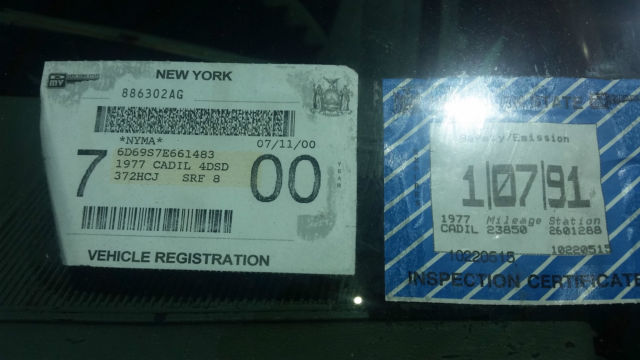 NEW YORK
886302AG
*NYMA* 07/11/00
6D69S7E661483
7 1977 CADIL 4DSD 00 YEAR
372HCJ SRF 8
VEHICLE REGISTRATION
Safety/Emission
1|07|91
1977 Mileage Station
CADIL 23850 2601288
10220515 10220515
INSPECTION CERTIFICATE